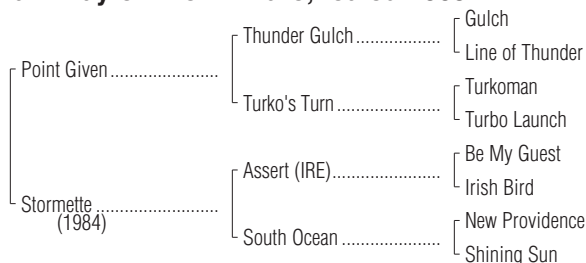 Gulch
Thunder Gulch
Line of Thunder
Point Given
Turkoman
Turko's Turn
Turbo Launch
Be My Guest
Assert (IRE)
Irish Bird
Stormette
(1984)
New Providence
South Ocean
Shining Sun